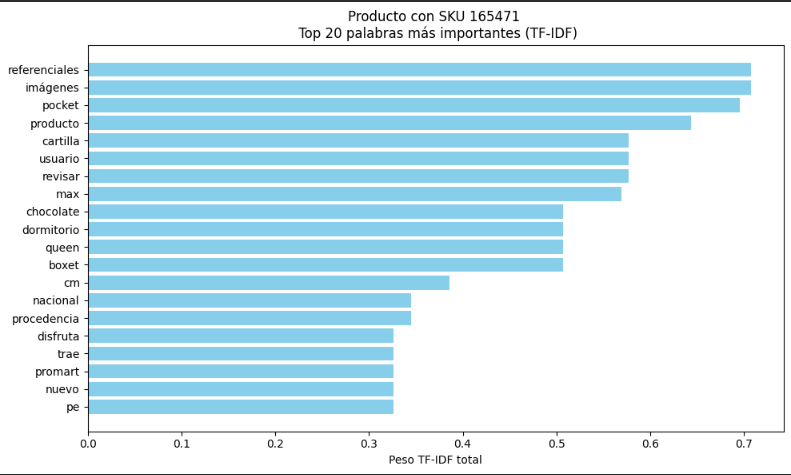 Producto con SKU 165471
Top 20 palabras más importantes (TF-IDF)
referenciales
imágenes
pocket
producto
cartilla
usuario
revisar
max
chocolate
dormitorio
queen
boxet
cm
nacional
procedencia
disfruta
trae
promart
nuevo
pe
0.0 0.1 0.2 0.3 0.4 0.5 0.6 0.7
Peso TF-IDF total